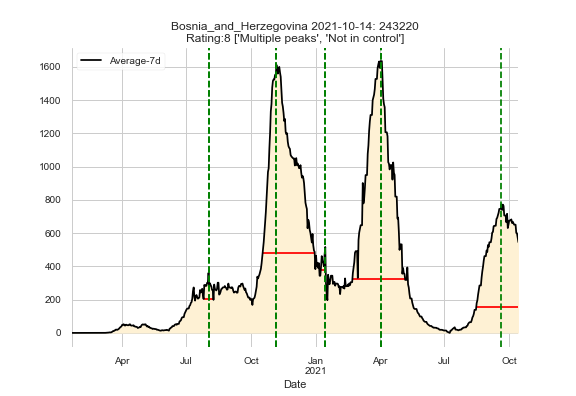 Bosnia_and_Herzegovina 2021-10-14: 243220
Rating:8 ['Multiple peaks', 'Not in control']
Average-7d
1600
1400
1200
1000
800
600
400
200
0
Apr Jul Oct Jan Apr Jul Oct
2021
Date